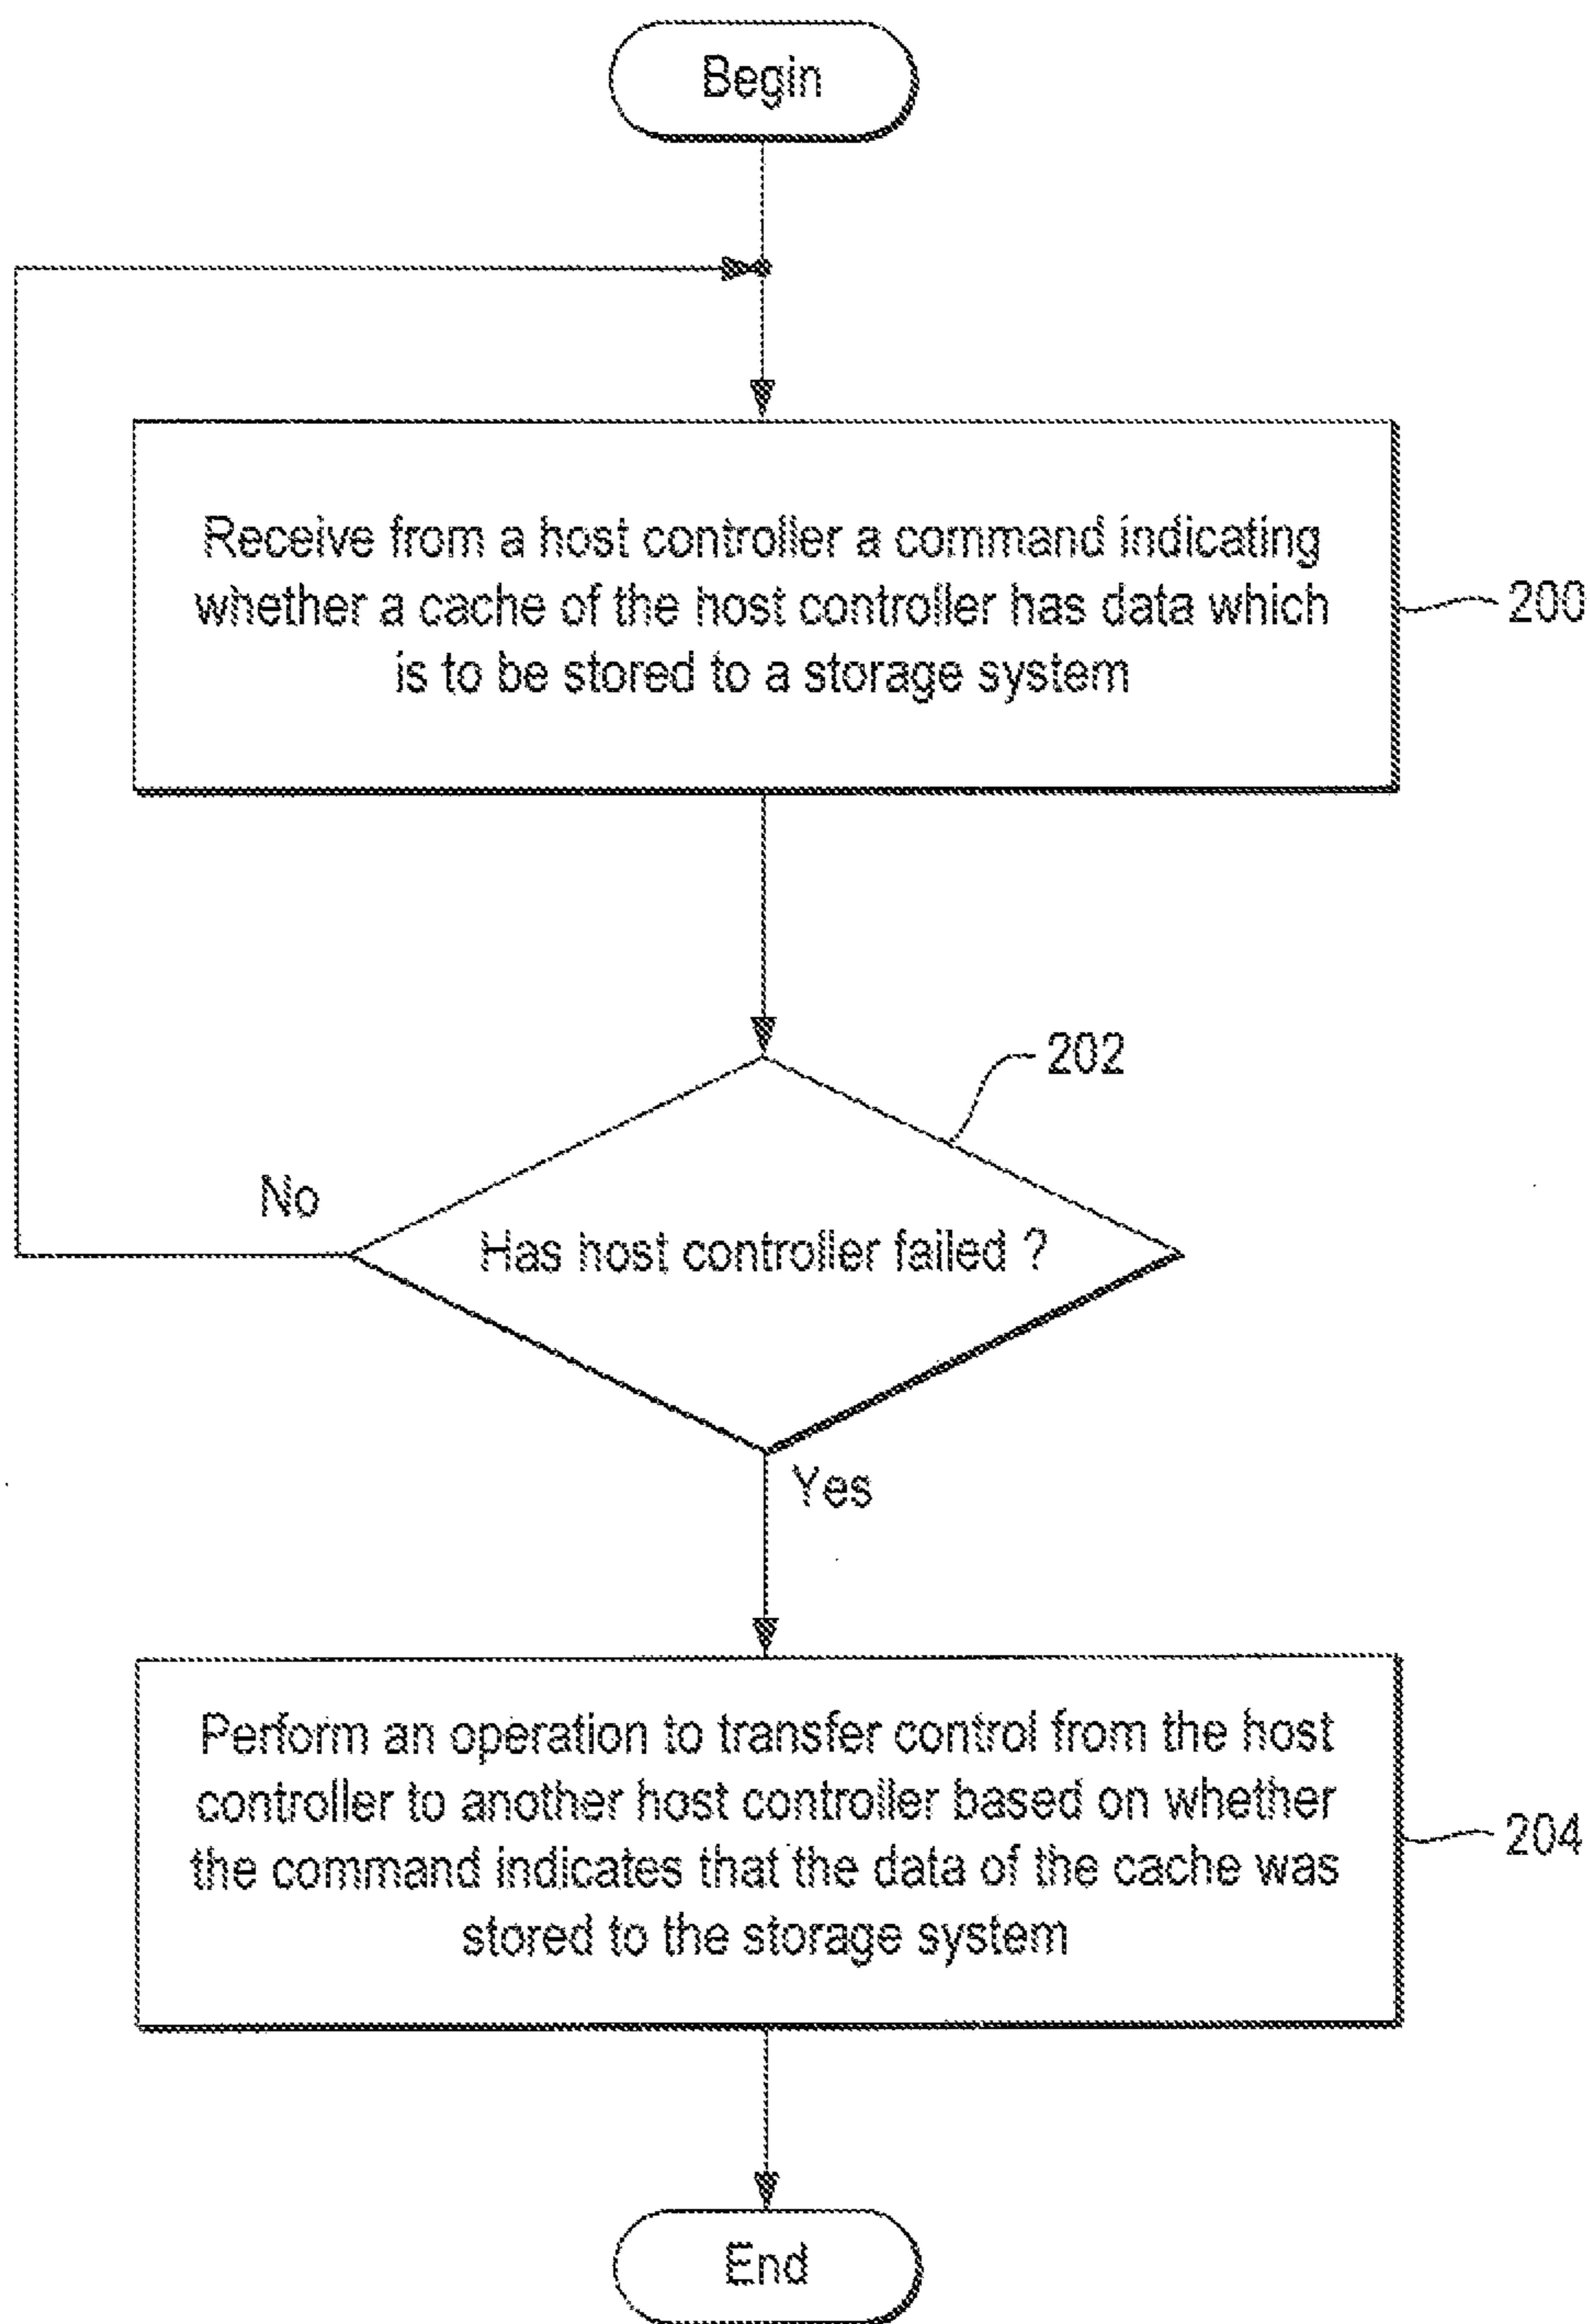 Begin
Receive from a host controller a command indicating
whether a cache of the host controller has data which
is to be stored to a storage system
200
202
No
Has host controller failed ?
Yes
Perform an operation to transfer control from the host
controller to another host controller based on whether
the command indicates that the data of the cache was
stored to the storage system
204
End